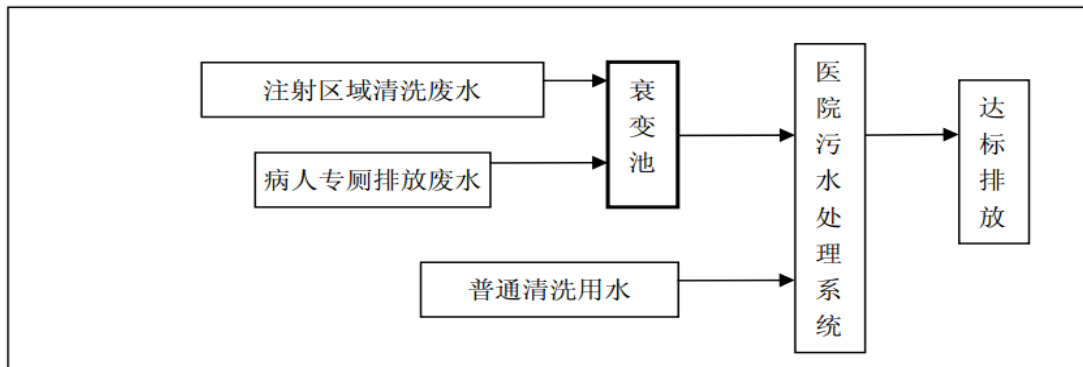 注射区域清洗废水
病人专厕排放废水
衰变池
普通清洗用水
医院污水处理系统
达标排放